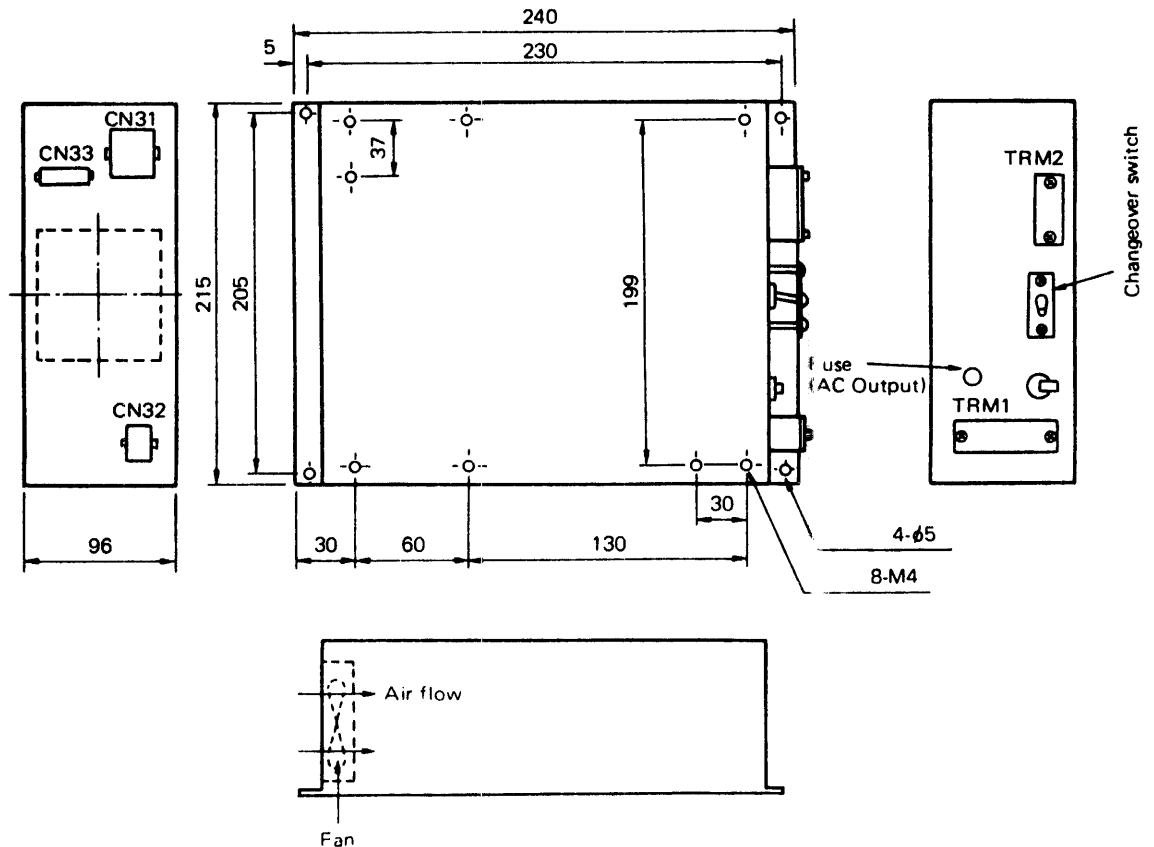 240
5
230
CN31
CN33
37
TRM2
Changeover switch
215
205
199
Fuse
(AC Output)
CN32
TRM1
30
4-φ5
96
30
60
130
8-M4
Air flow
Fan